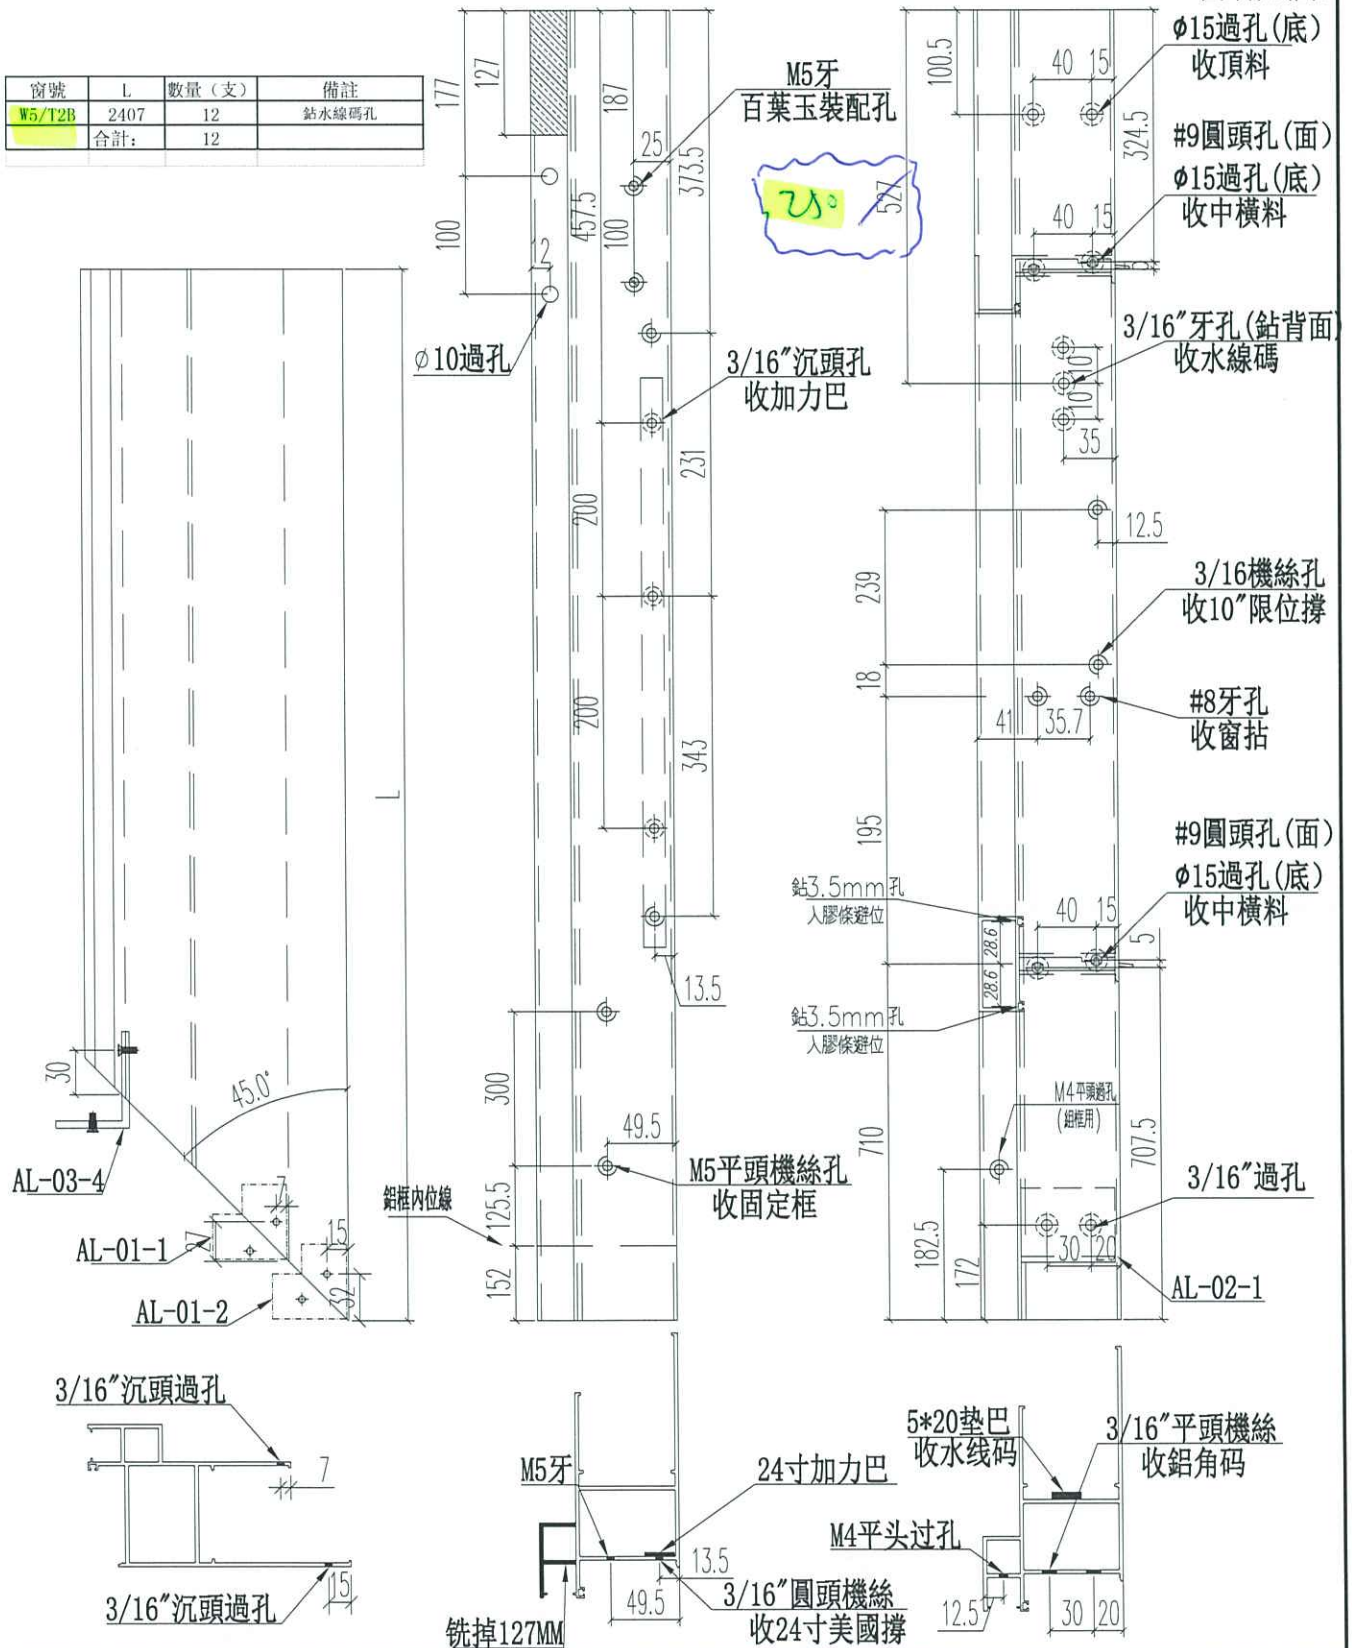 窗號 L 數量（支） 備註
W5/T2B 2407 12 鉆水線碼孔
合計： 12
177
127
187
457.5
25
373.5
100
100
12
M5牙
百葉玉裝配孔
250
527
100.5
40 15
324.5
φ15過孔(底)
收頂料
#9圓頭孔(面)
φ15過孔(底)
收中橫料
40 15
3/16"牙孔(鉆背面)
收水線碼
10
10
35
∅10過孔
3/16"沉頭孔
收加力巴
231
200
200
343
12.5
239
18
3/16機絲孔
收10"限位撐
41 35.7
#8牙孔
收窗拈
195
#9圓頭孔(面)
φ15過孔(底)
收中橫料
鉆3.5mm孔
入膠條避位
28.6
28.6
40 15
5
鉆3.5mm孔
入膠條避位
13.5
L
30
45.0°
AL-03-4
300
49.5
M5平頭機絲孔
收固定框
鋁框內位線
125.5
152
M4平頭過孔
(組框用)
710
707.5
3/16"過孔
182.5
172
30 20
AL-02-1
7
27
15
32
AL-01-1
AL-01-2
3/16"沉頭過孔
7
15
3/16"沉頭過孔
M5牙
24寸加力巴
13.5
49.5
3/16"圓頭機絲
收24寸美國撐
铣掉127MM
5*20垫巴
收水线码
3/16"平頭機絲
收鋁角码
M4平头过孔
12.5
30 20